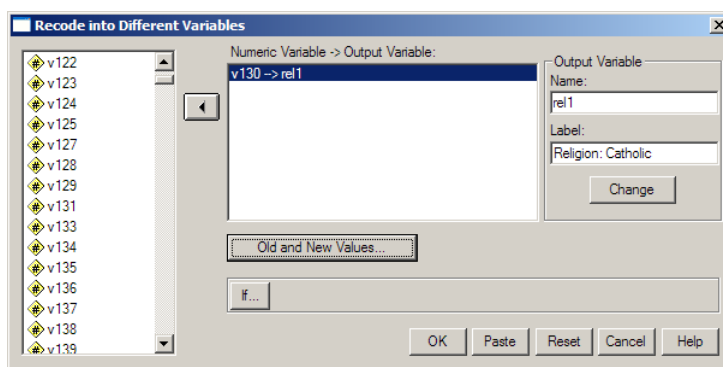 Recode into Different Variables
v122
v123
v124
v125
v127
v128
v129
v131
v133
v134
v135
v136
v137
v138
v139
Numeric Variable -> Output Variable:
v130 --> rel1
Output Variable
Name:
rel1
Label:
Religion: Catholic
Change
Old and New Values...
If...
OK
Paste
Reset
Cancel
Help